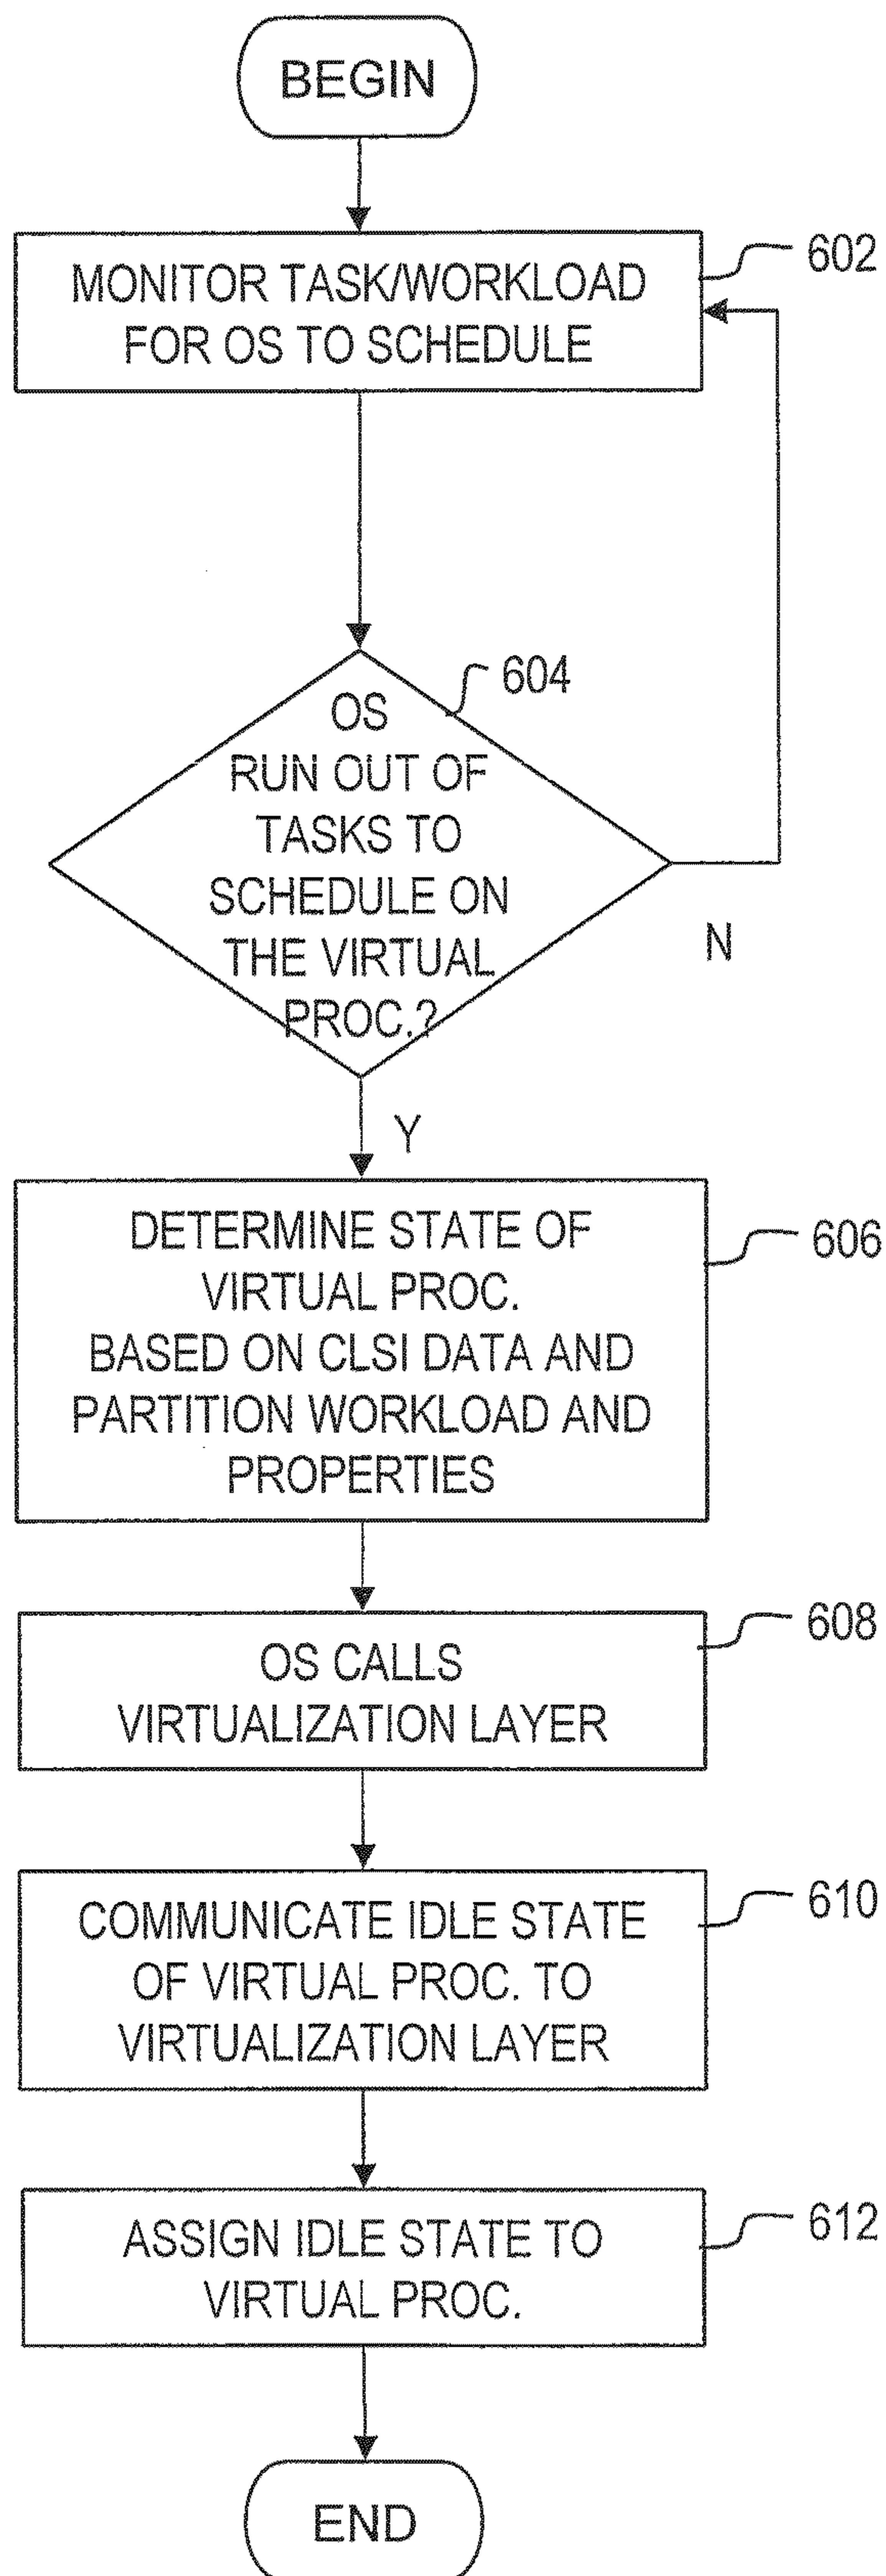 BEGIN
MONITOR TASK/WORKLOAD
FOR OS TO SCHEDULE
602
604
OS
RUN OUT OF
TASKS TO
SCHEDULE ON
THE VIRTUAL
PROC.?
N
Y
DETERMINE STATE OF
VIRTUAL PROC.
BASED ON CLSI DATA AND
PARTITION WORKLOAD AND
PROPERTIES
606
OS CALLS
VIRTUALIZATION LAYER
608
COMMUNICATE IDLE STATE
OF VIRTUAL PROC. TO
VIRTUALIZATION LAYER
610
ASSIGN IDLE STATE TO
VIRTUAL PROC.
612
END